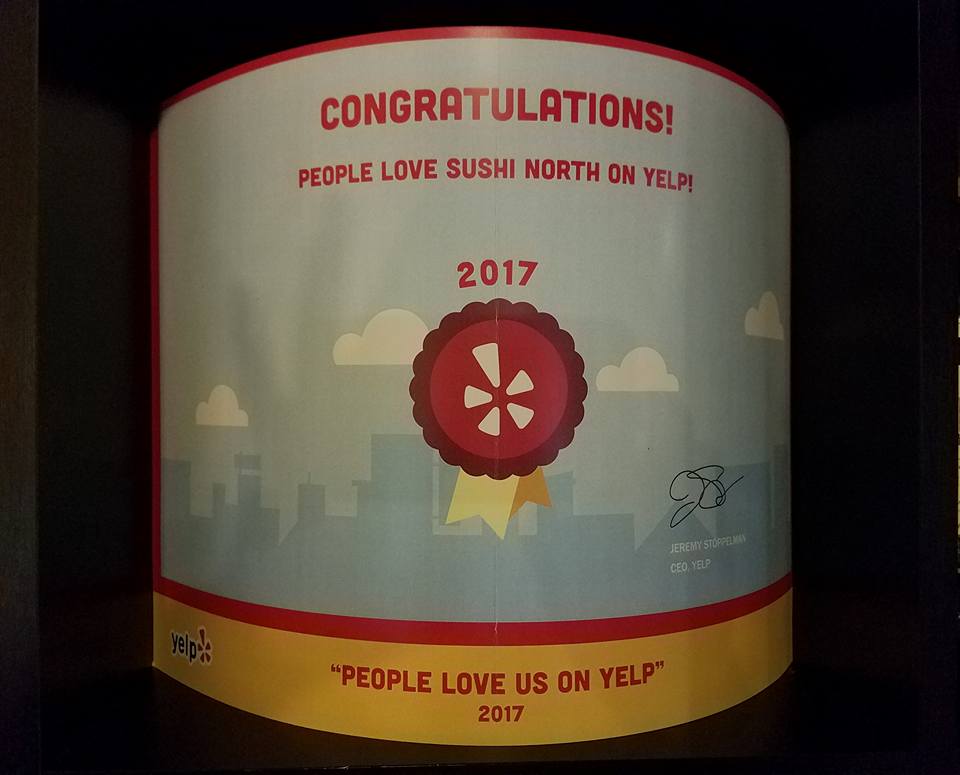 CONGRATULATIONS!
PEOPLE LOVE SUSHI NORTH ON YELP!
2017
JEREMY STOPPELMAN
CEO, YELP
yelp
“PEOPLE LOVE US ON YELP”
2017